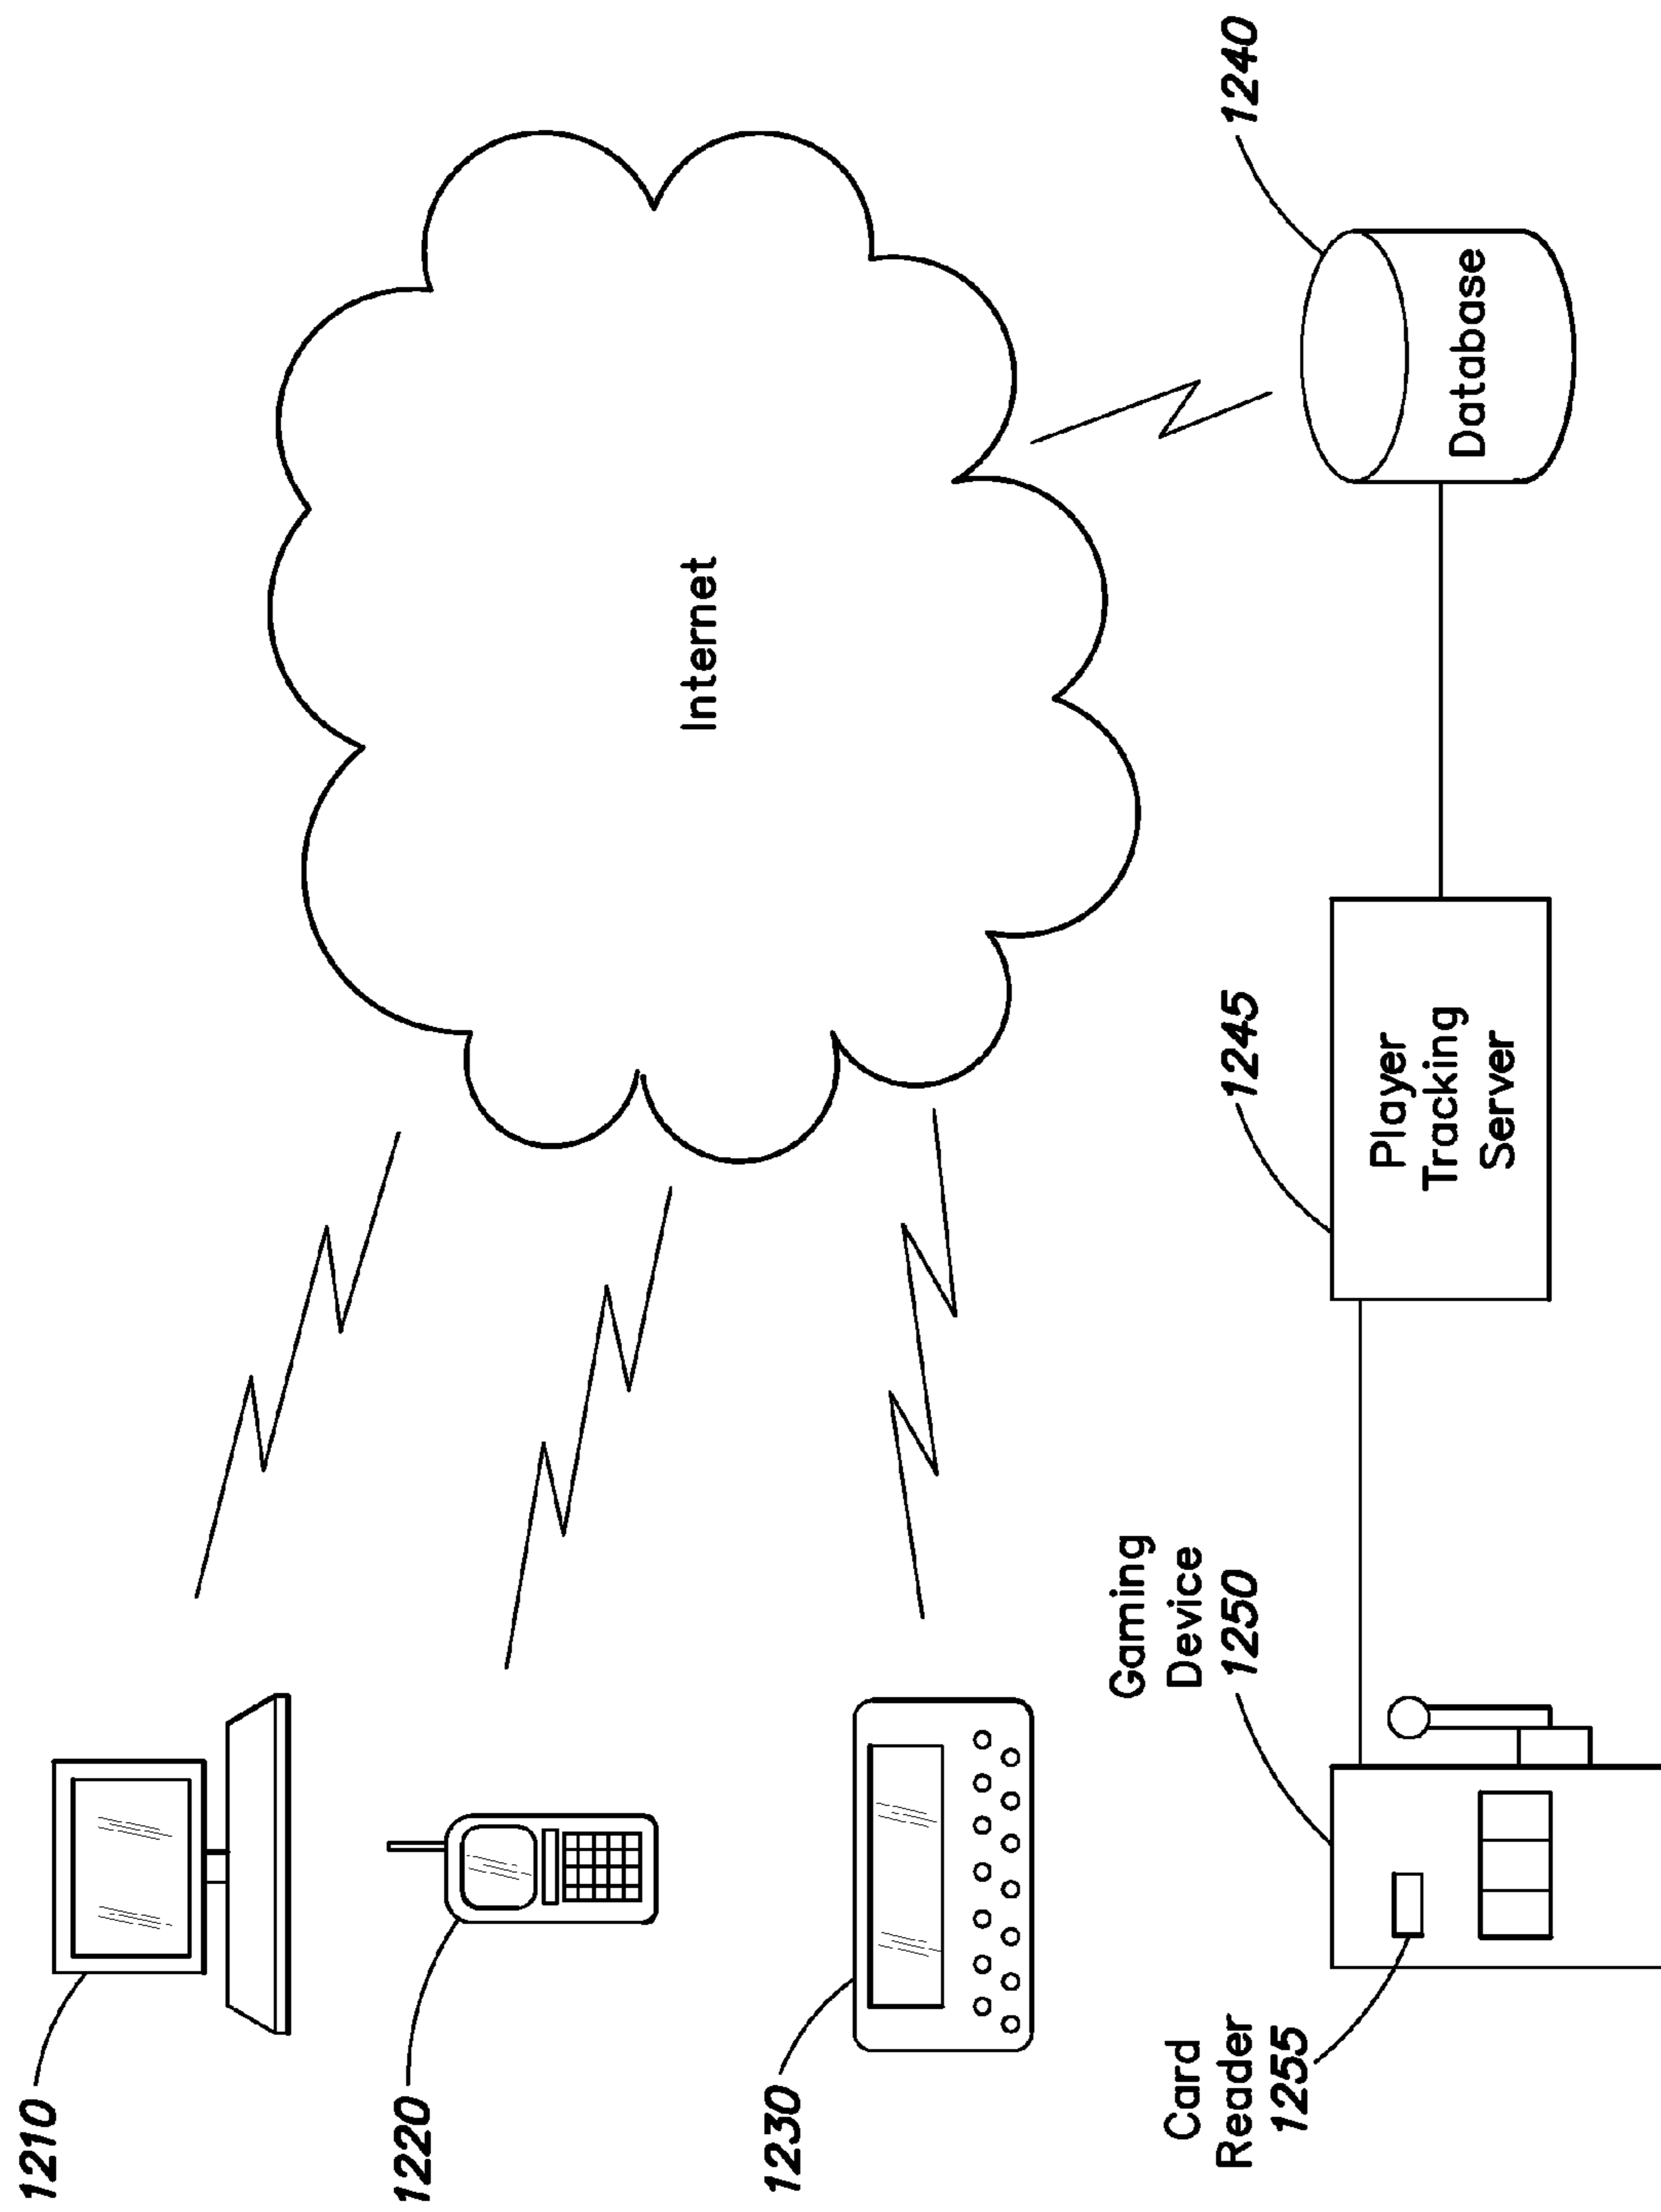 1210
1220
Internet
1230
Gaming
Device
1250
1245
1240
Card
Reader
1255
Player
Tracking
Server
Database